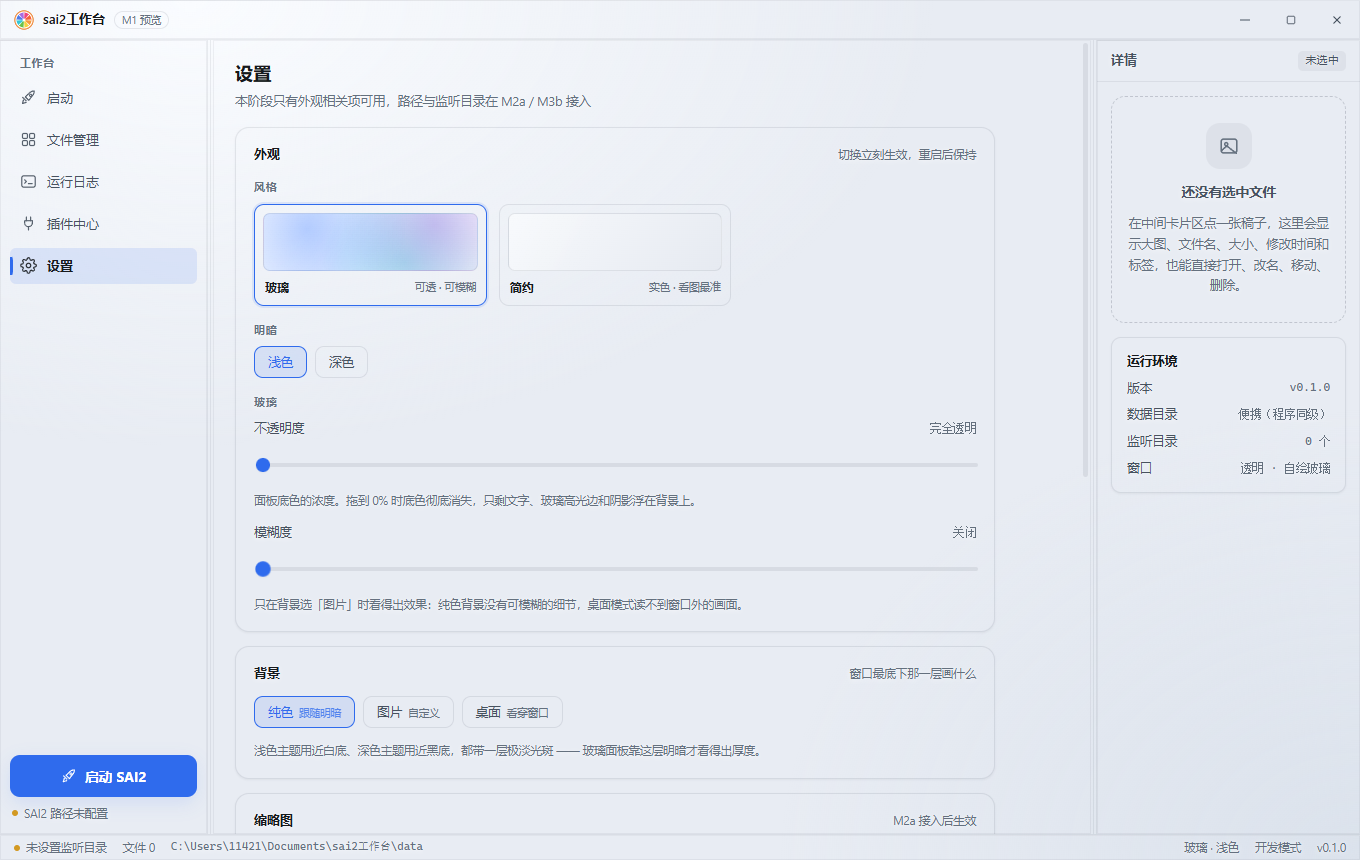 sai2工作台 M1 预览
工作台
启动
文件管理
运行日志
插件中心
设置
启动 SAI2
SAI2 路径未配置
设置
本阶段只有外观相关项可用，路径与监听目录在 M2a / M3b 接入
外观 切换立刻生效，重启后保持
风格
玻璃 可透 · 可模糊 简约 实色 · 看图最准
明暗
浅色 深色
玻璃
不透明度 完全透明
面板底色的浓度。拖到 0% 时底色彻底消失，只剩文字、玻璃高光边和阴影浮在背景上。
模糊度 关闭
只在背景选「图片」时看得出效果：纯色背景没有可模糊的细节，桌面模式读不到窗口外的画面。
背景 窗口最底下那一层画什么
纯色 跟随明暗 图片 自定义 桌面 看穿窗口
浅色主题用近白底、深色主题用近黑底，都带一层极淡光斑 —— 玻璃面板靠这层明暗才看得出厚度。
缩略图 M2a 接入后生效
详情 未选中
还没有选中文件
在中间卡片区点一张稿子，这里会显
示大图、文件名、大小、修改时间和
标签，也能直接打开、改名、移动、
删除。
运行环境
版本 v0.1.0
数据目录 便携（程序同级）
监听目录 0 个
窗口 透明 · 自绘玻璃
未设置监听目录 文件 0 C:\Users\11421\Documents\sai2工作台\data 玻璃 · 浅色 开发模式 v0.1.0